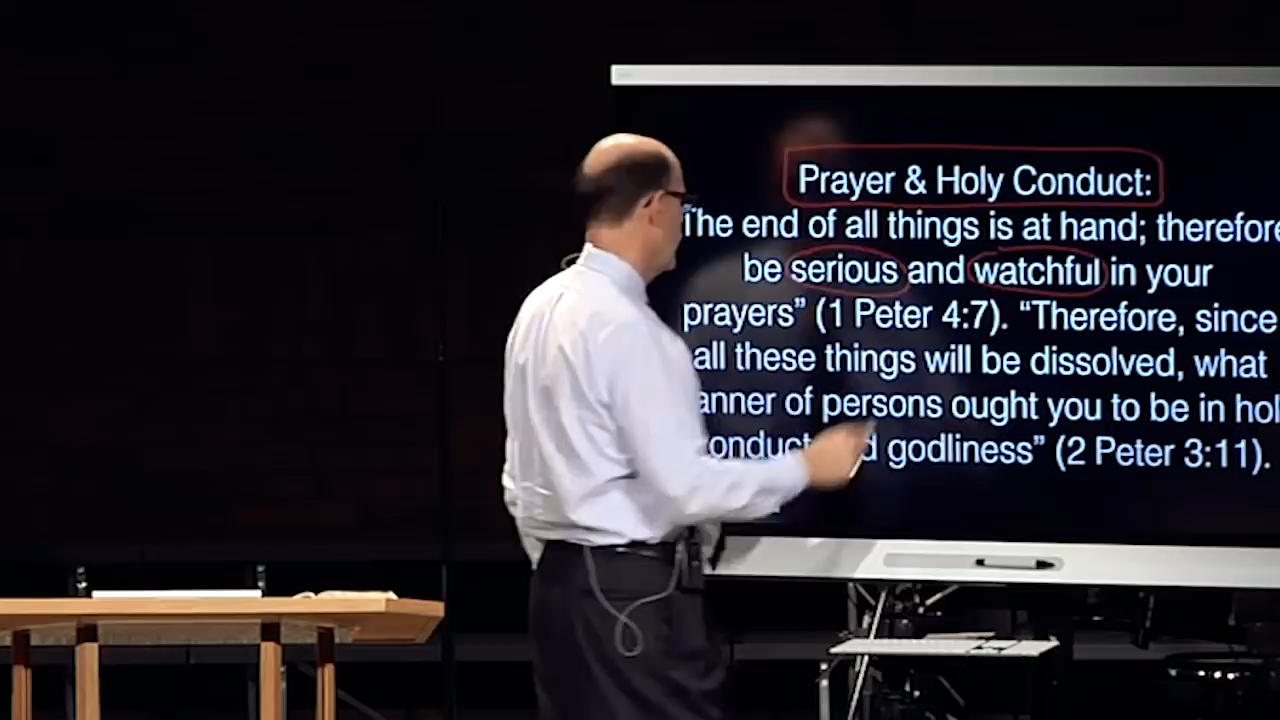 Prayer & Holy Conduct:
The end of all things is at hand; therefore
be serious and watchful in your
prayers” (1 Peter 4:7). “Therefore, since
all these things will be dissolved, what
anner of persons ought you to be in hol
onduct d godliness” (2 Peter 3:11).